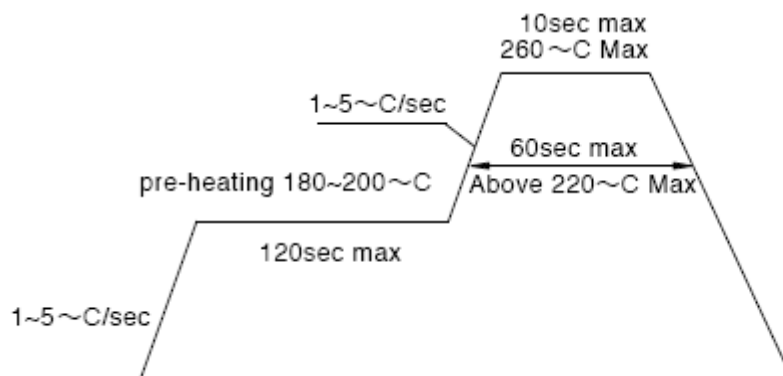 10sec max
260～C Max
1~5～C/sec
60sec max
pre-heating 180~200～C
Above 220～C Max
120sec max
1~5～C/sec